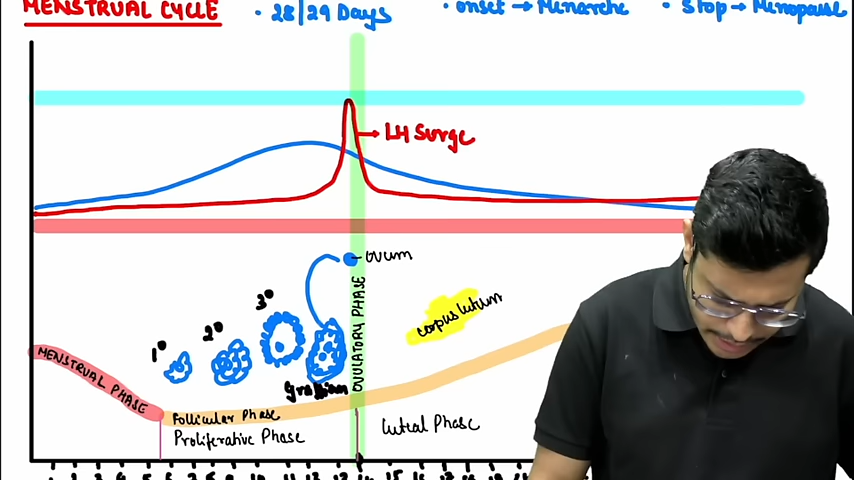 MENSTRUAL CYCLE
• 28/29 Days
• onset → Menarche
• Stop → Menopause
LH Surge
ovum
OVULATORY PHASE
1°
2°
3°
corpus luteum
MENSTRUAL PHASE
graffian
Follicular Phase
Proliferative Phase
Luteal Phase